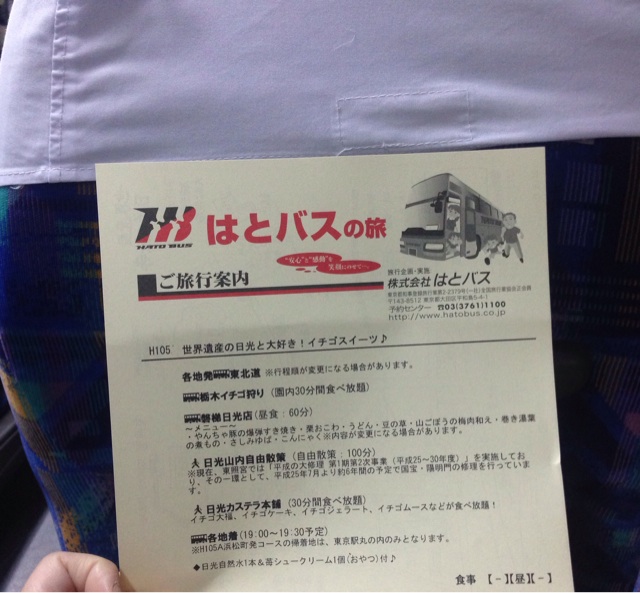 HATO BUS
はとバスの旅
"安心"と"感動"を
笑顔にのせて…
ご旅行案内
旅行企画・実施
株式会社はとバス
〒143-8512 東京都大田区平和島5-4-1
予約センター ☎03(3761)1100
http://www.hatobus.co.jp
H105 世界遺産の日光と大好き！イチゴスイーツ♪
各地発東北道 ※行程順が変更になる場合があります。
栃木イチゴ狩り (園内30分間食べ放題)
磐梯日光店(昼食：60分)
～メニュー～
・やんちゃ豚の爆弾すき焼き・栗おこわ・うどん・豆の草・山ごぼうの梅肉和え・巻き湯葉
の煮もの・さしみゆば・こんにゃく※内容が変更になる場合があります。
日光山内自由散策 (自由散策：100分)
※現在、東照宮では「平成の大修理 第1期第2次事業（平成25～30年度）」を実施してお
り、その一環として、平成25年7月より約6年間の予定で国宝・陽明門の修理を行っていま
す。
日光カステラ本舗 (30分間食べ放題)
イチゴ大福、イチゴケーキ、イチゴジェラート、イチゴムースなどが食べ放題！
各地着(19:00～19:30予定)
※H105A浜松町発コースの帰着地は、東京駅丸の内のみとなります。
◆日光自然水1本＆苺シュークリーム1個(おやつ)付♪
食事 【-】【昼】【-】